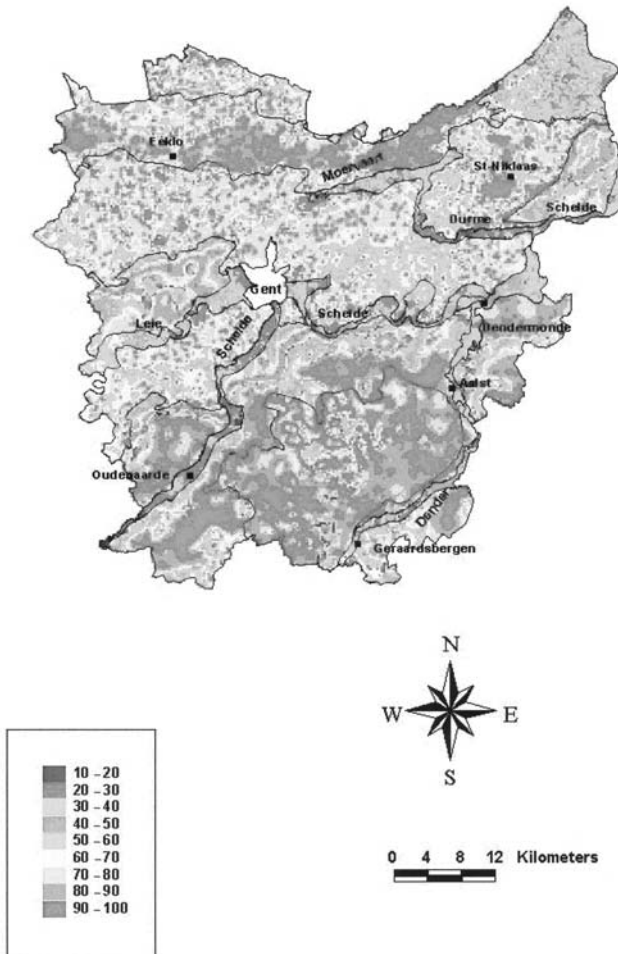 Eeklo
Moervaart
St-Niklaas
Schelde
Durme
Gent
Schelde
Leie
Schelde
Dendermonde
Aalst
Oudenaarde
Dender
Geraardsbergen
N
W E
S
10 - 20
20 - 30
30 - 40
40 - 50
50 - 60
60 - 70
70 - 80
80 - 90
90 - 100
0 4 8 12 Kilometers